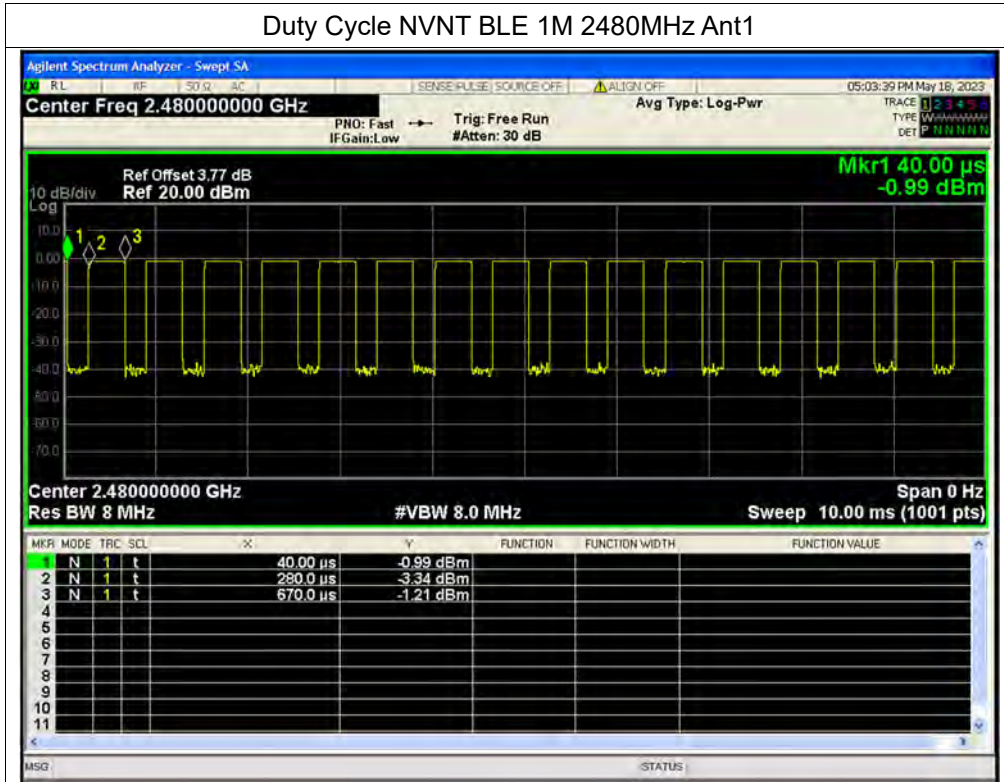 Duty Cycle NVNT BLE 1M 2480MHz Ant1
Agilent Spectrum Analyzer - Swept SA
LXI RL RF 50 Ω AC SENSE:PULSE SOURCE OFF ALIGN OFF 05:03:39 PM May 18, 2023
Center Freq 2.480000000 GHz Avg Type: Log-Pwr TRACE 1 2 3 4 5 6
PNO: Fast Trig: Free Run TYPE W
IFGain:Low #Atten: 30 dB DET P N N N N N
Mkr1 40.00 µs
Ref Offset 3.77 dB
10 dB/div Ref 20.00 dBm -0.99 dBm
Log
10.0
1 2 3
0.00
-10.0
-20.0
-30.0
-40.0
-50.0
-60.0
-70.0
Center 2.480000000 GHz Span 0 Hz
Res BW 8 MHz #VBW 8.0 MHz Sweep 10.00 ms (1001 pts)
MKR MODE TRC SCL X Y FUNCTION FUNCTION WIDTH FUNCTION VALUE
1 N 1 t 40.00 µs -0.99 dBm
2 N 1 t 280.0 µs -3.34 dBm
3 N 1 t 670.0 µs -1.21 dBm
4
5
6
7
8
9
10
11
MSG STATUS